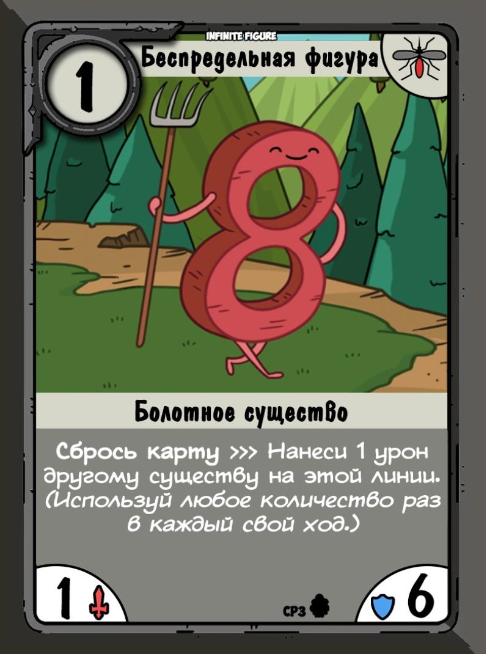 INFINITE FIGURE
1
Беспредельная фигура
Болотное существо
Сбрось карту >>> Нанеси 1 урон
другому существу на этой линии.
(Используй любое количество раз
в каждый свой ход.)
1
CP3
6